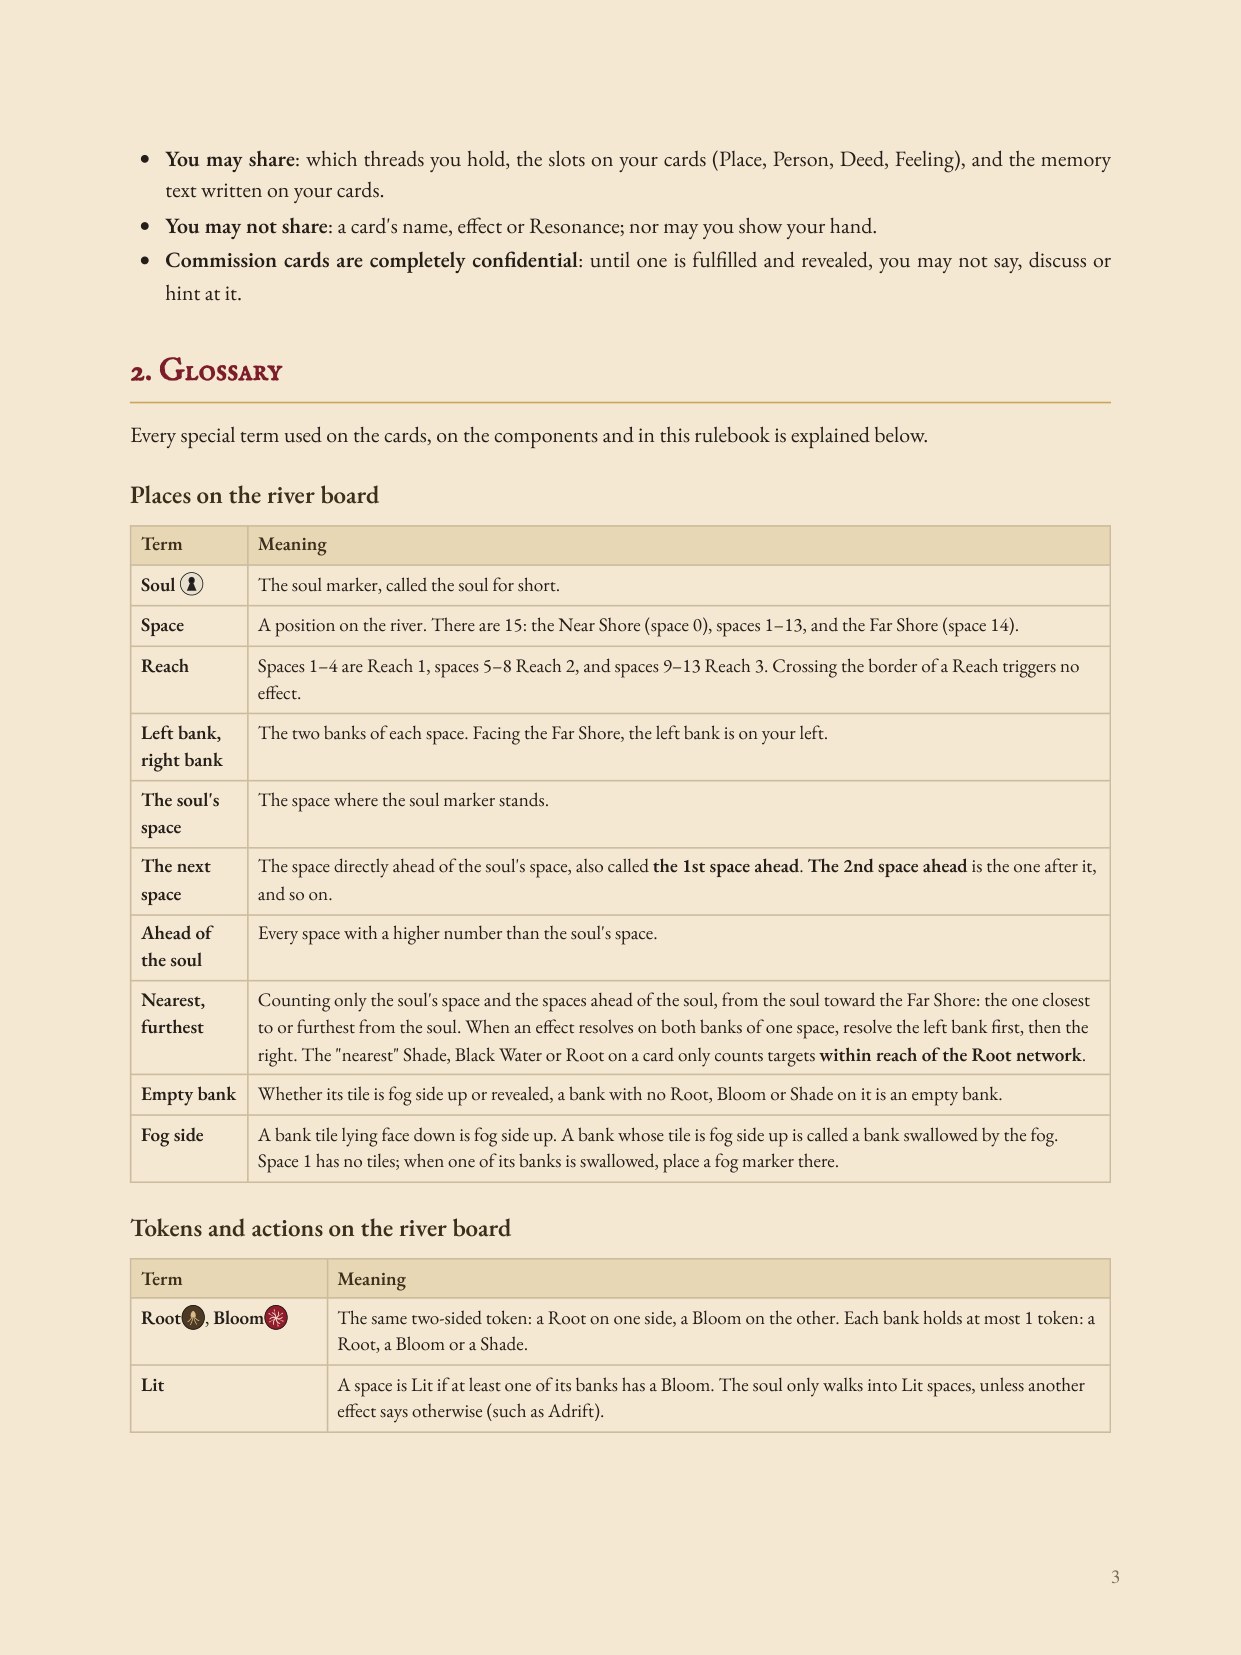 • You may share: which threads you hold, the slots on your cards (Place, Person, Deed, Feeling), and the memory
text written on your cards.
• You may not share: a card's name, effect or Resonance; nor may you show your hand.
• Commission cards are completely confidential: until one is fulfilled and revealed, you may not say, discuss or
hint at it.
2. Glossary
Every special term used on the cards, on the components and in this rulebook is explained below.
Places on the river board
Term Meaning
Soul The soul marker, called the soul for short.
Space A position on the river. There are 15: the Near Shore (space 0), spaces 1–13, and the Far Shore (space 14).
Reach Spaces 1–4 are Reach 1, spaces 5–8 Reach 2, and spaces 9–13 Reach 3. Crossing the border of a Reach triggers no
effect.
Left bank, The two banks of each space. Facing the Far Shore, the left bank is on your left.
right bank
The soul's The space where the soul marker stands.
space
The next The space directly ahead of the soul's space, also called the 1st space ahead. The 2nd space ahead is the one after it,
space and so on.
Ahead of Every space with a higher number than the soul's space.
the soul
Nearest, Counting only the soul's space and the spaces ahead of the soul, from the soul toward the Far Shore: the one closest
furthest to or furthest from the soul. When an effect resolves on both banks of one space, resolve the left bank first, then the
right. The "nearest" Shade, Black Water or Root on a card only counts targets within reach of the Root network.
Empty bank Whether its tile is fog side up or revealed, a bank with no Root, Bloom or Shade on it is an empty bank.
Fog side A bank tile lying face down is fog side up. A bank whose tile is fog side up is called a bank swallowed by the fog.
Space 1 has no tiles; when one of its banks is swallowed, place a fog marker there.
Tokens and actions on the river board
Term Meaning
Root, Bloom The same two-sided token: a Root on one side, a Bloom on the other. Each bank holds at most 1 token: a
Root, a Bloom or a Shade.
Lit A space is Lit if at least one of its banks has a Bloom. The soul only walks into Lit spaces, unless another
effect says otherwise (such as Adrift).
3